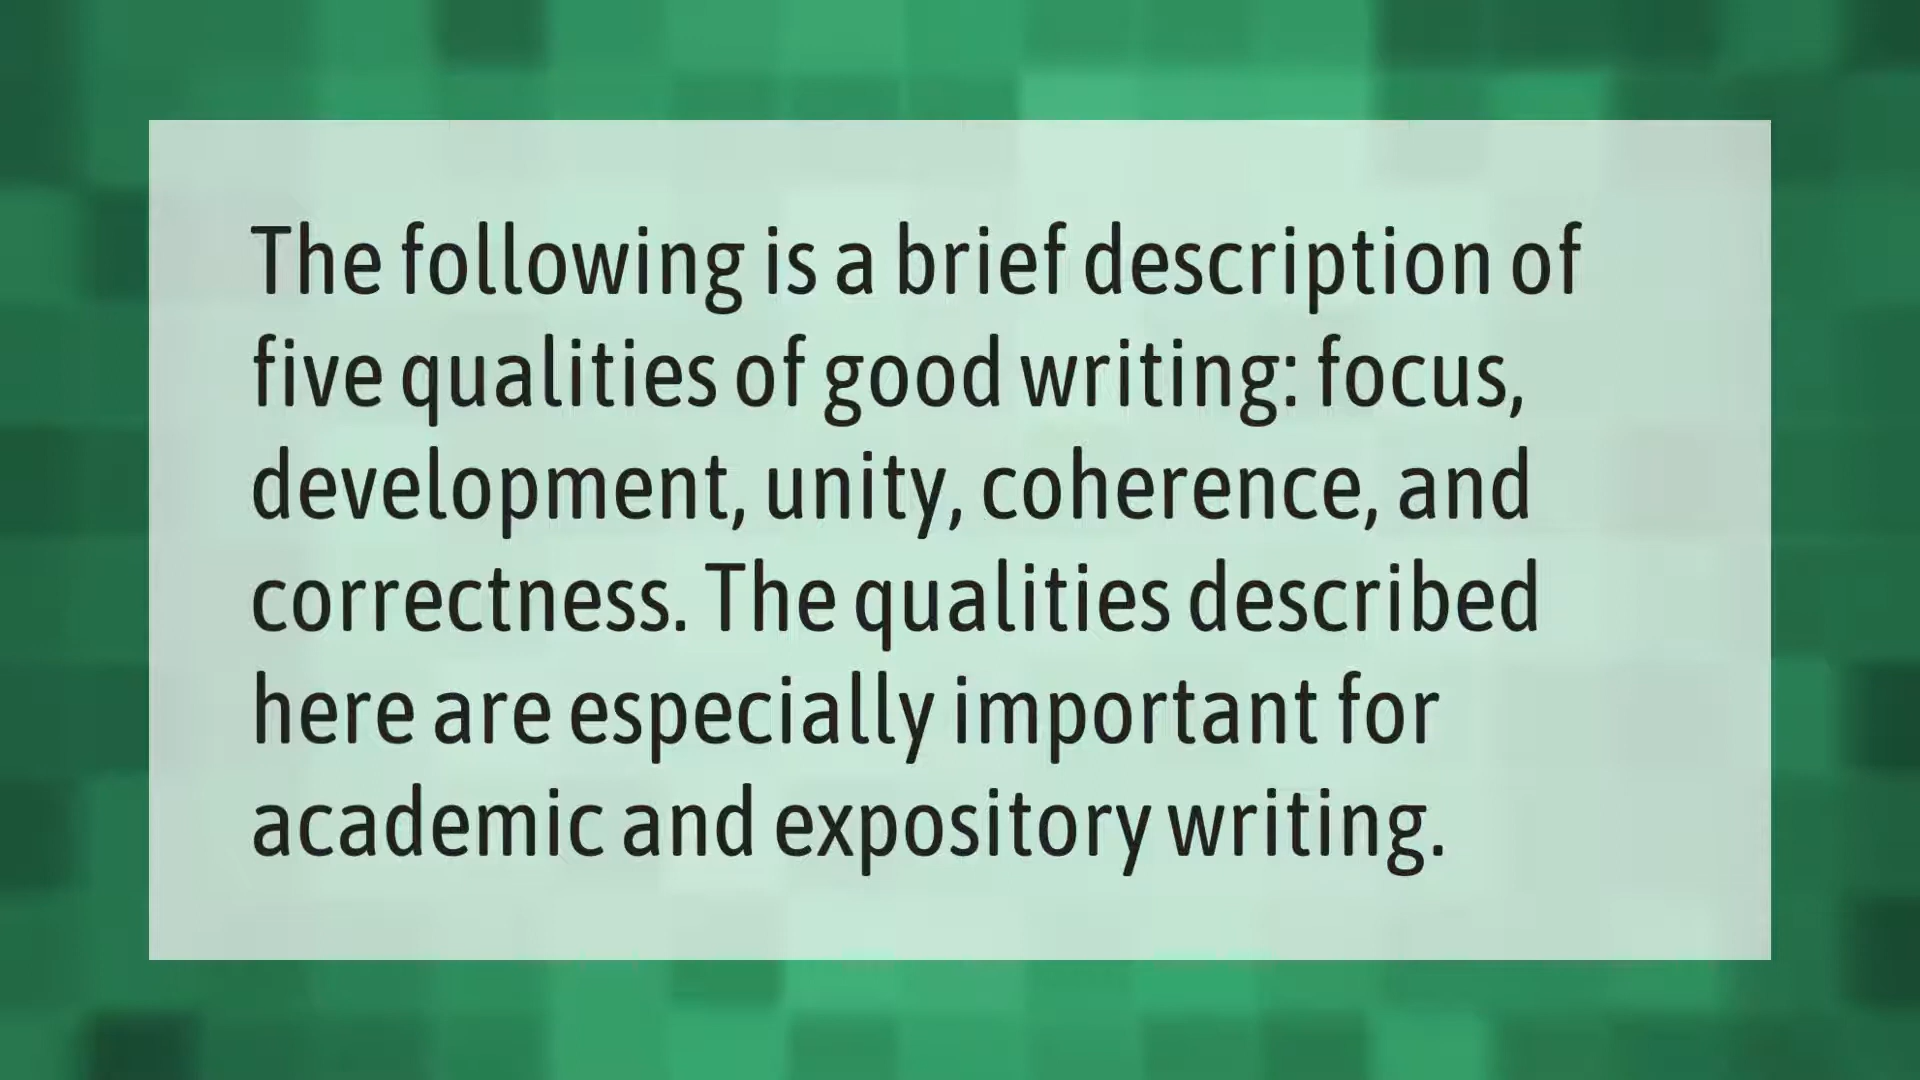 The following is a brief description of
five qualities of good writing: focus,
development, unity, coherence, and
correctness. The qualities described
here are especially important for
academic and expository writing.